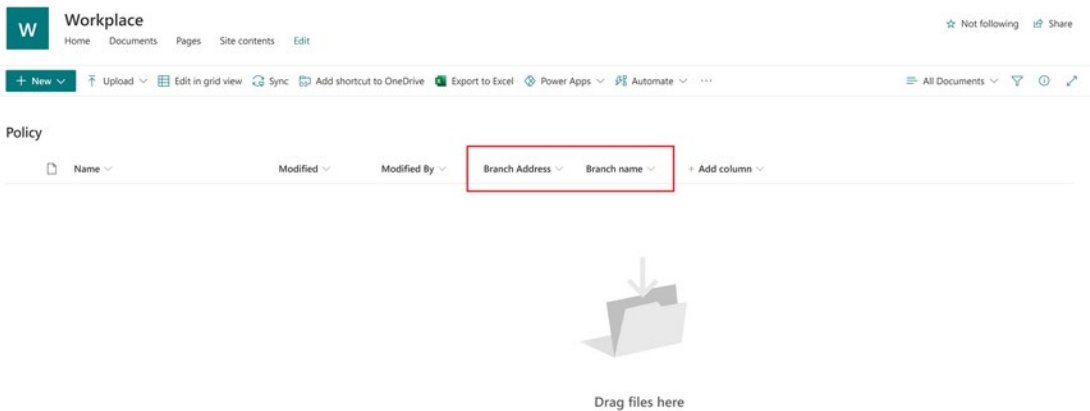 W
Workplace
Not following Share
Home Documents Pages Site contents Edit
+ New Upload Edit in grid view Sync Add shortcut to OneDrive Export to Excel Power Apps Automate ··· All Documents
Policy
Name Modified Modified By Branch Address Branch name + Add column
Drag files here